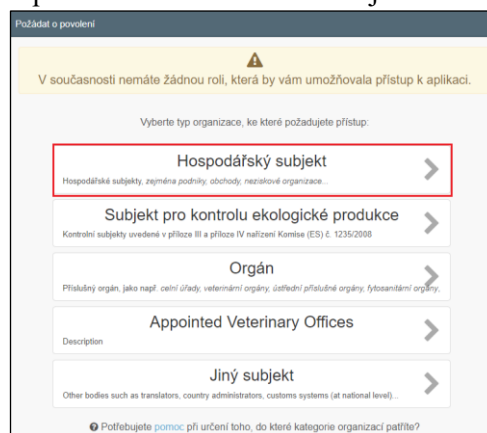 Požádat o povolení
V současnosti nemáte žádnou roli, která by vám umožňovala přístup k aplikaci.
Vyberte typ organizace, ke které požadujete přístup:
Hospodářský subjekt
Hospodářské subjekty, zejména podniky, obchody, neziskové organizace...
Subjekt pro kontrolu ekologické produkce
Kontrolní subjekty uvedené v příloze III a příloze IV nařízení Komise (ES) č. 1235/2008
Orgán
Příslušný orgán, jako např. celní úřady, veterinární orgány, ústřední příslušné orgány, fytosanitární orgány,
Appointed Veterinary Offices
Description
Jiný subjekt
Other bodies such as translators, country administrators, customs systems (at national level)...
Potřebujete pomoc při určení toho, do které kategorie organizací patříte?